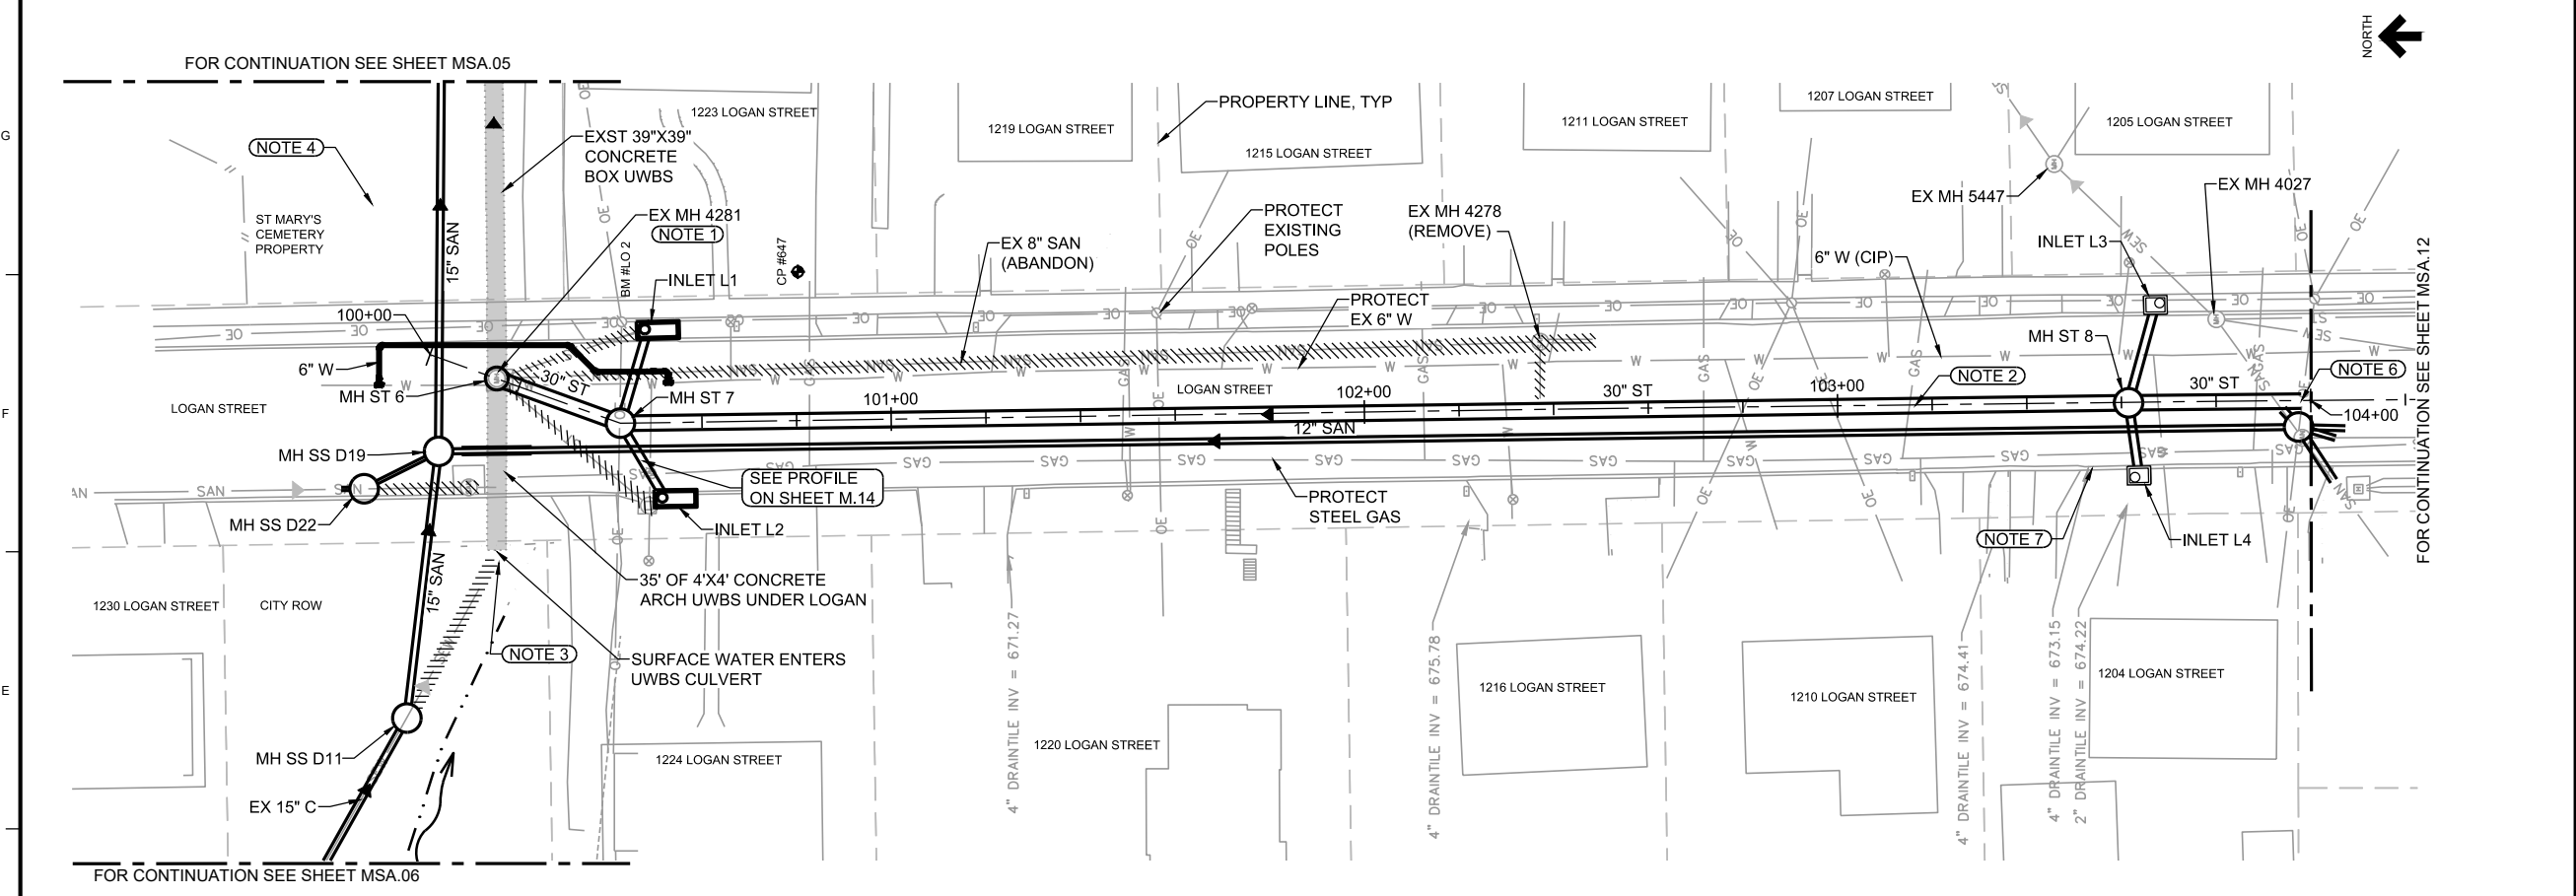 NORTH
FOR CONTINUATION SEE SHEET MSA.05
G
NOTE 4
EXST 39"X39"
CONCRETE
BOX UWBS
1223 LOGAN STREET
1219 LOGAN STREET
PROPERTY LINE, TYP
1215 LOGAN STREET
1211 LOGAN STREET
1207 LOGAN STREET
1205 LOGAN STREET
ST MARY'S
CEMETERY
PROPERTY
15" SAN
EX MH 4281
NOTE 1
BM #LO 2
CP #647
INLET L1
EX 8" SAN
(ABANDON)
PROTECT
EXISTING
POLES
EX MH 4278
(REMOVE)
PROTECT
EX 6" W
6" W (CIP)
EX MH 5447
EX MH 4027
INLET L3
MH ST 8
100+00
6" W
MH ST 6
30" ST
MH ST 7
LOGAN STREET
F
101+00
LOGAN STREET
102+00
30" ST
103+00
NOTE 2
30" ST
NOTE 6
104+00
FOR CONTINUATION SEE SHEET MSA.12
12" SAN
MH SS D19
SAN
MH SS D22
SEE PROFILE
ON SHEET M.14
INLET L2
GAS
GAS
GAS
GAS
GAS
GAS
GAS
GAS
GAS
PROTECT
STEEL GAS
NOTE 7
INLET L4
15" SAN
35' OF 4'X4' CONCRETE
ARCH UWBS UNDER LOGAN
1230 LOGAN STREET
CITY ROW
NOTE 3
SURFACE WATER ENTERS
UWBS CULVERT
E
4" DRAINTILE INV = 671.27
4" DRAINTILE INV = 675.78
4" DRAINTILE INV = 674.41
4" DRAINTILE INV = 673.15
2" DRAINTILE INV = 674.22
1216 LOGAN STREET
1210 LOGAN STREET
1204 LOGAN STREET
1220 LOGAN STREET
1224 LOGAN STREET
MH SS D11
EX 15" C
FOR CONTINUATION SEE SHEET MSA.06